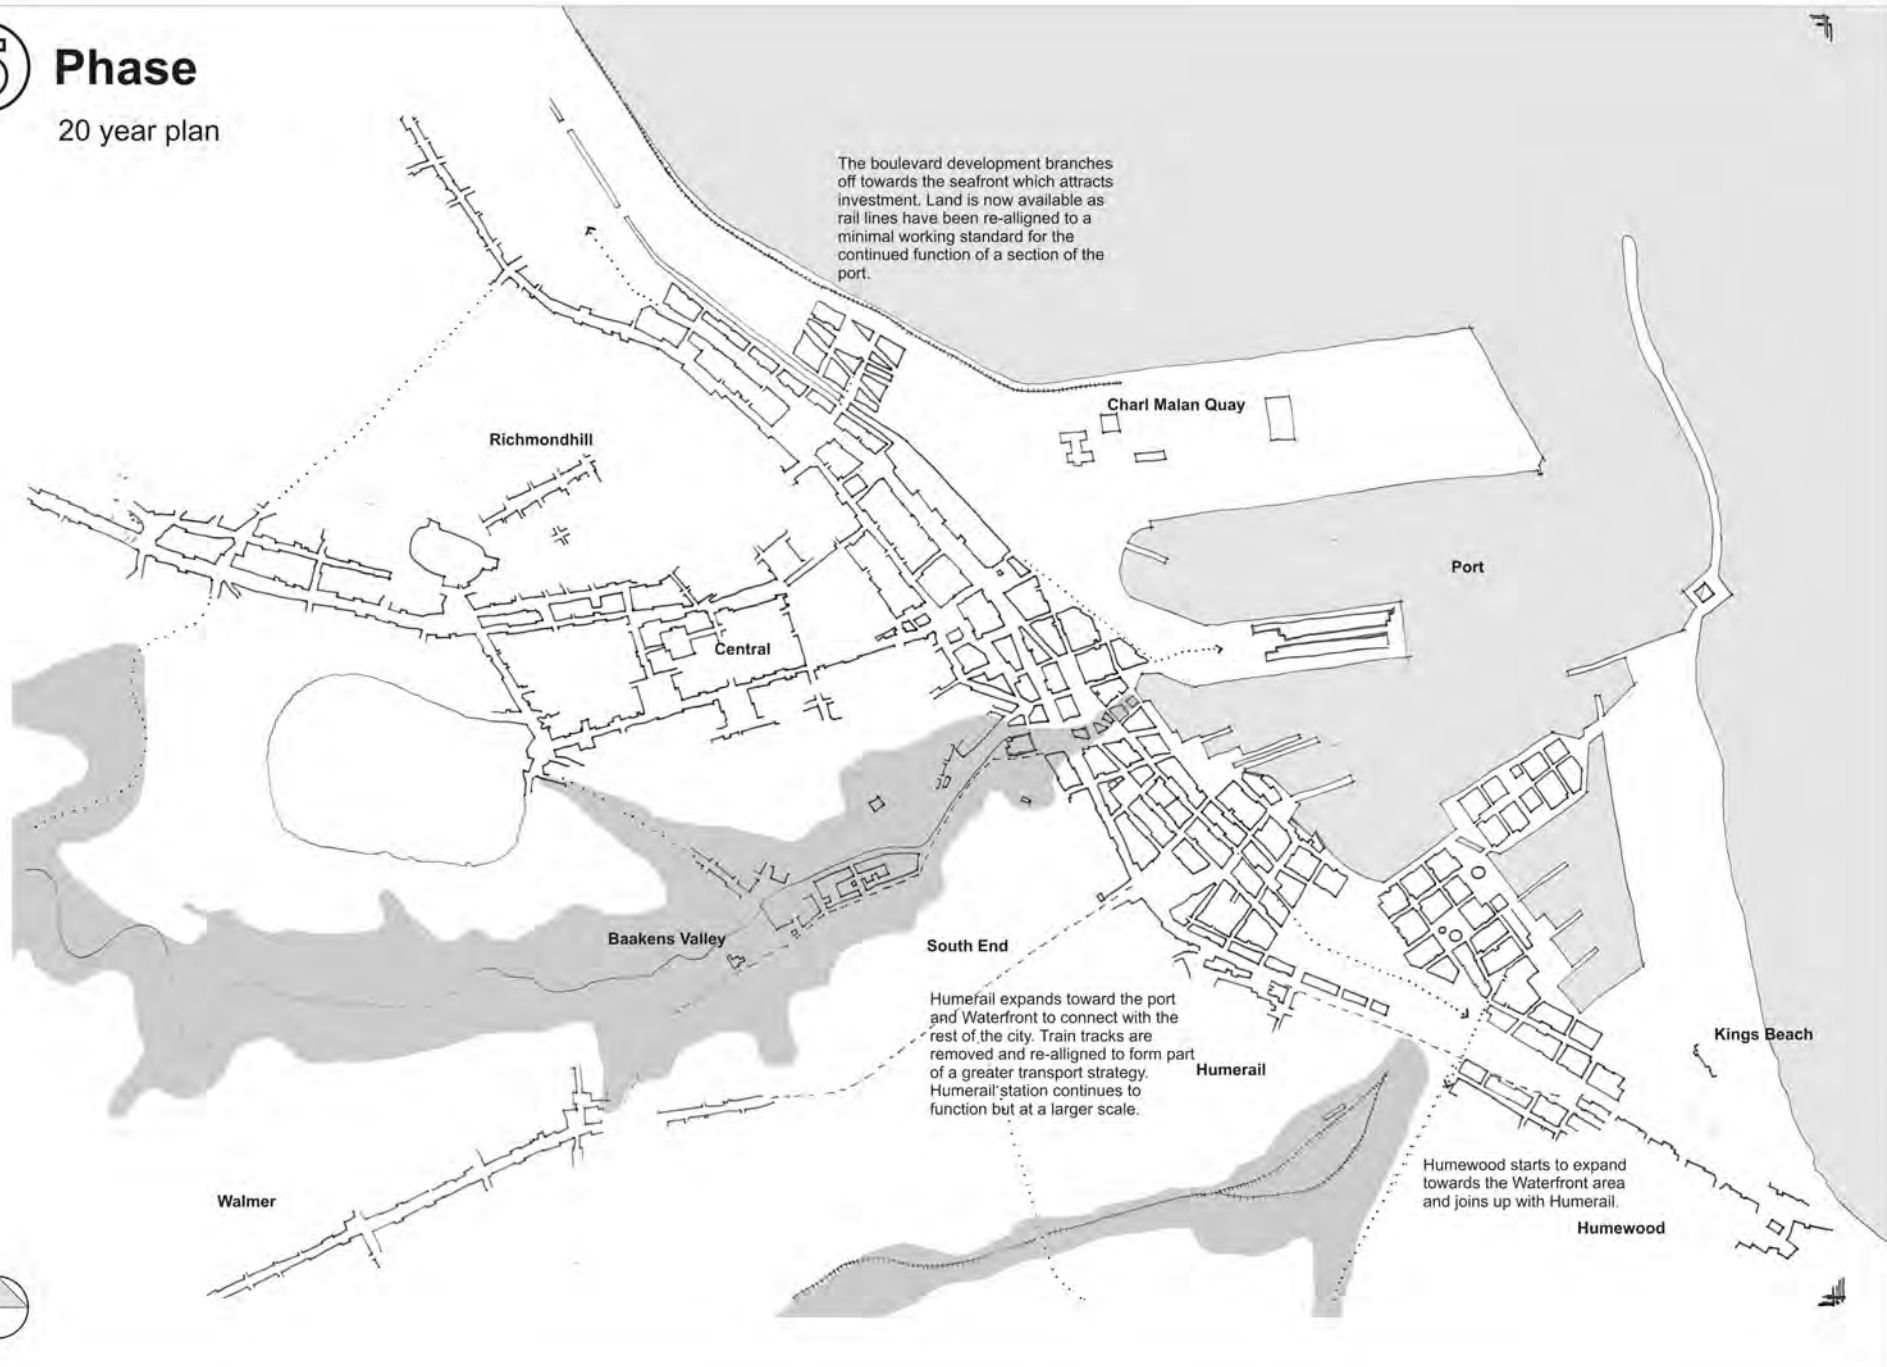 Phase
20 year plan
The boulevard development branches
off towards the seafront which attracts
investment. Land is now available as
rail lines have been re-alligned to a
minimal working standard for the
continued function of a section of the
port.
Charl Malan Quay
Richmondhill
Port
Central
Baakens Valley
South End
Humerail expands toward the port
and Waterfront to connect with the
rest of the city. Train tracks are
removed and re-alligned to form part
of a greater transport strategy.
Humerail station continues to
function but at a larger scale.
Humerail
Kings Beach
Humewood starts to expand
towards the Waterfront area
and joins up with Humerail.
Walmer
Humewood